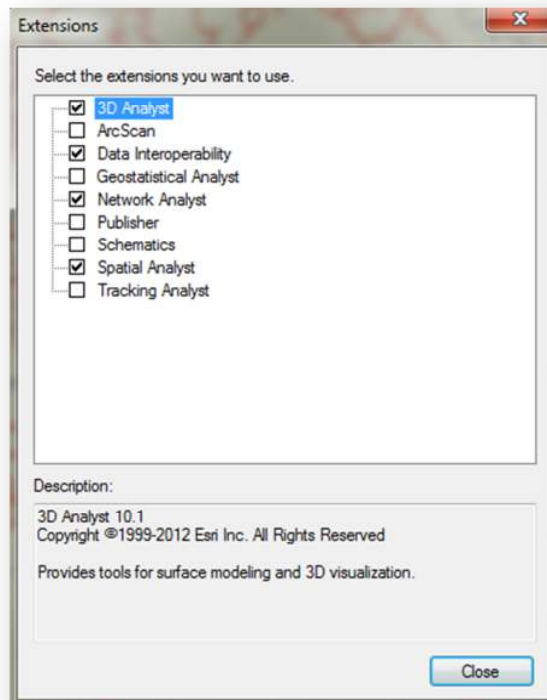 Extensions
Select the extensions you want to use.
3D Analyst
ArcScan
Data Interoperability
Geostatistical Analyst
Network Analyst
Publisher
Schematics
Spatial Analyst
Tracking Analyst
Description:
3D Analyst 10.1
Copyright ©1999-2012 Esri Inc. All Rights Reserved
Provides tools for surface modeling and 3D visualization.
Close